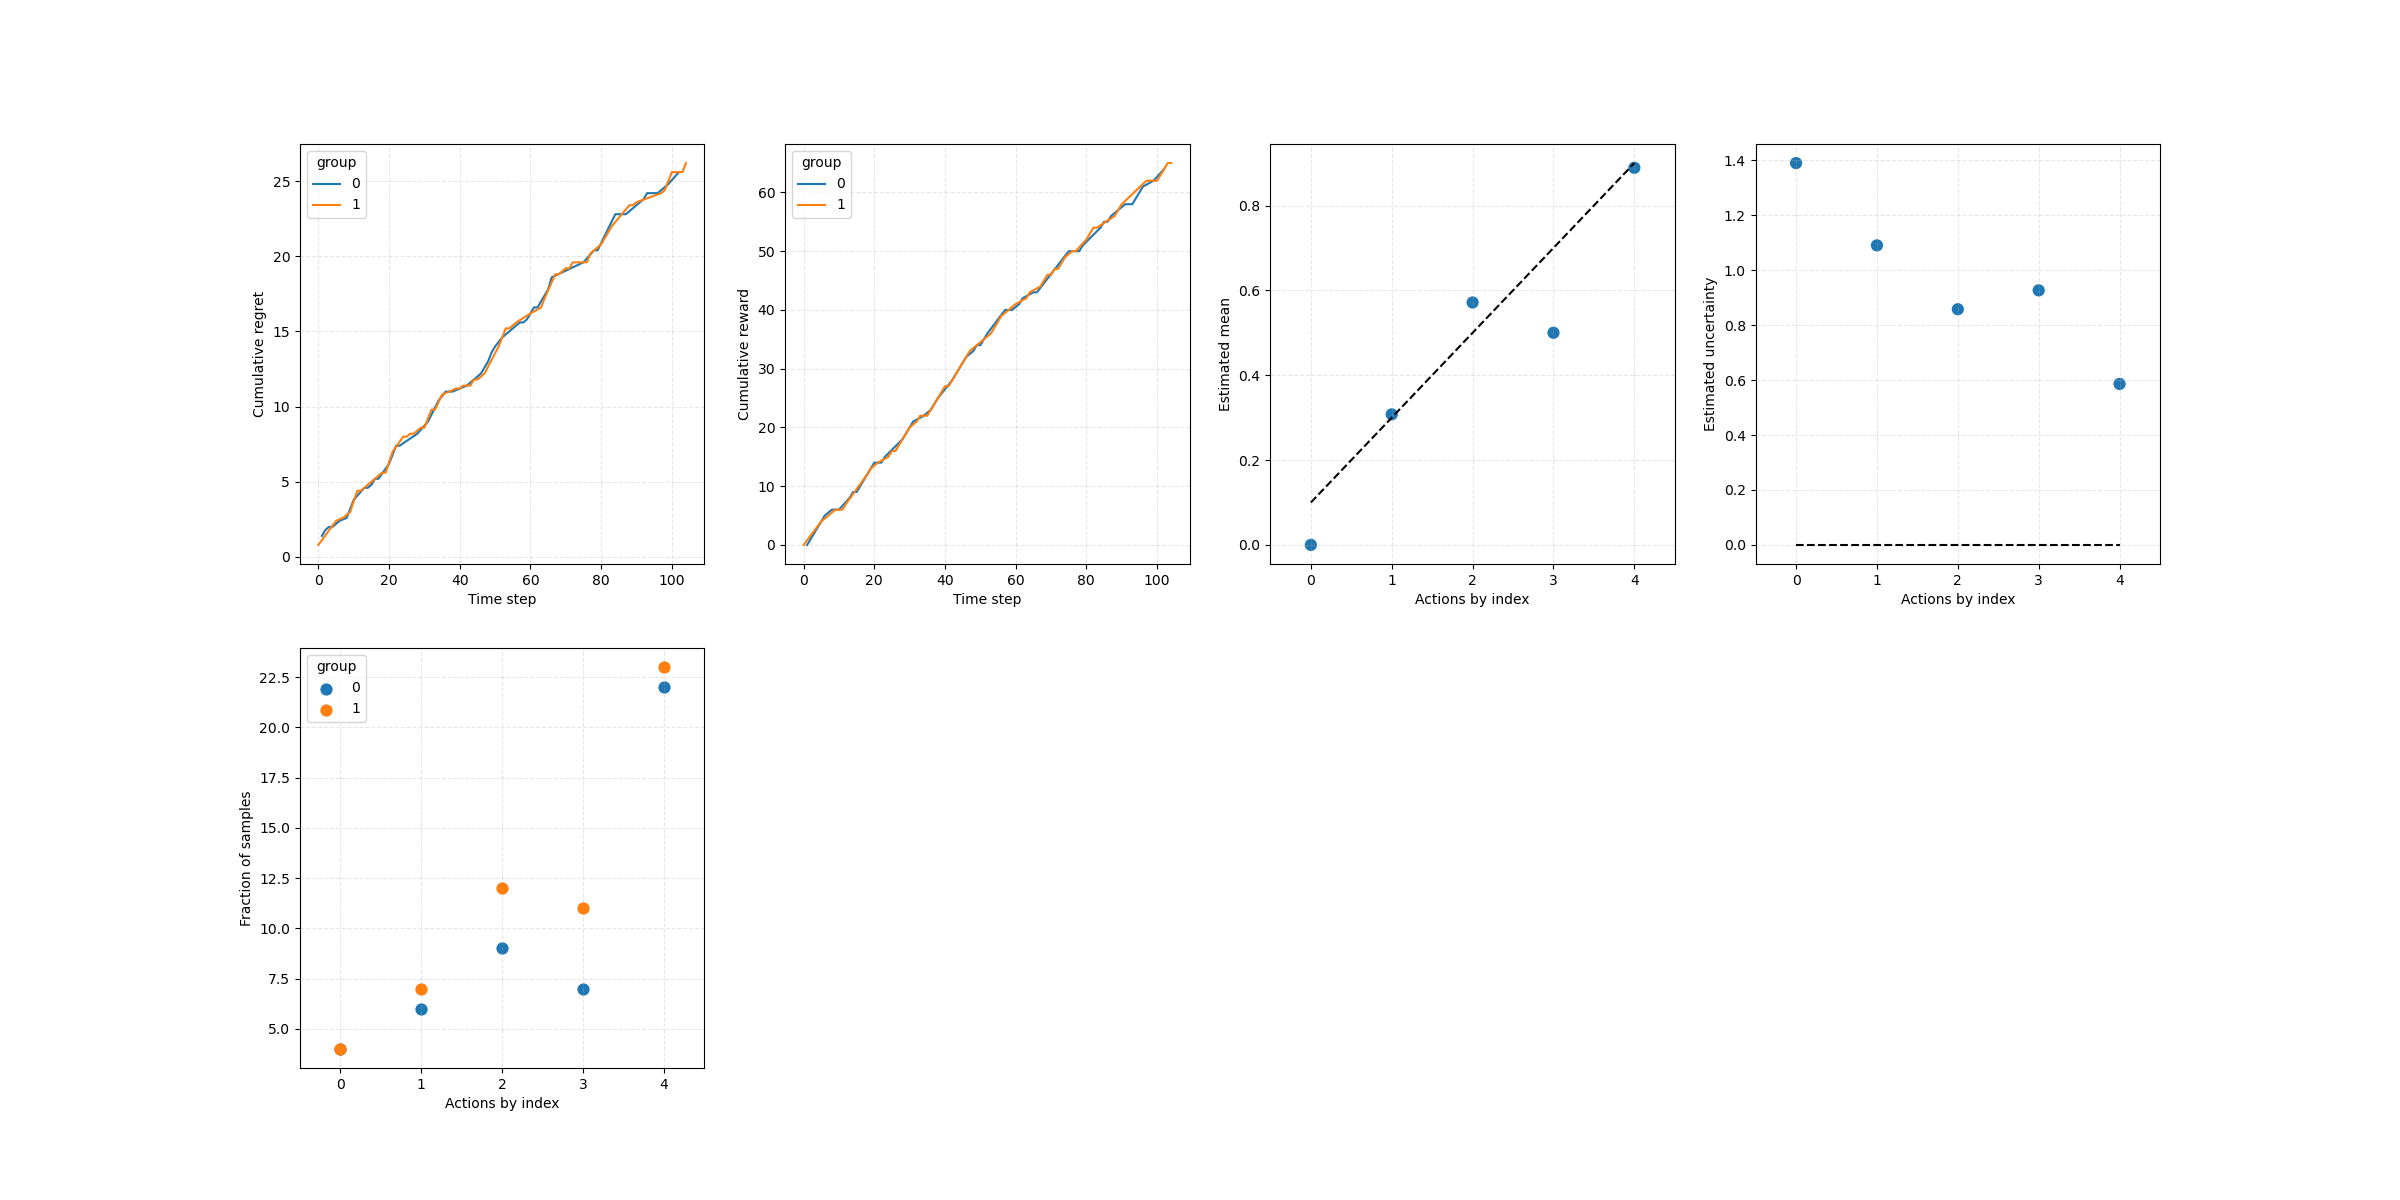 group
0
1
25
20
15
10
5
0
Cumulative regret
0 20 40 60 80 100
Time step
group
0
1
60
50
40
30
20
10
0
Cumulative reward
0 20 40 60 80 100
Time step
0.8
0.6
0.4
0.2
0.0
Estimated mean
0 1 2 3 4
Actions by index
1.4
1.2
1.0
0.8
0.6
0.4
0.2
0.0
Estimated uncertainty
0 1 2 3 4
Actions by index
group
0
1
22.5
20.0
17.5
15.0
12.5
10.0
7.5
5.0
Fraction of samples
0 1 2 3 4
Actions by index